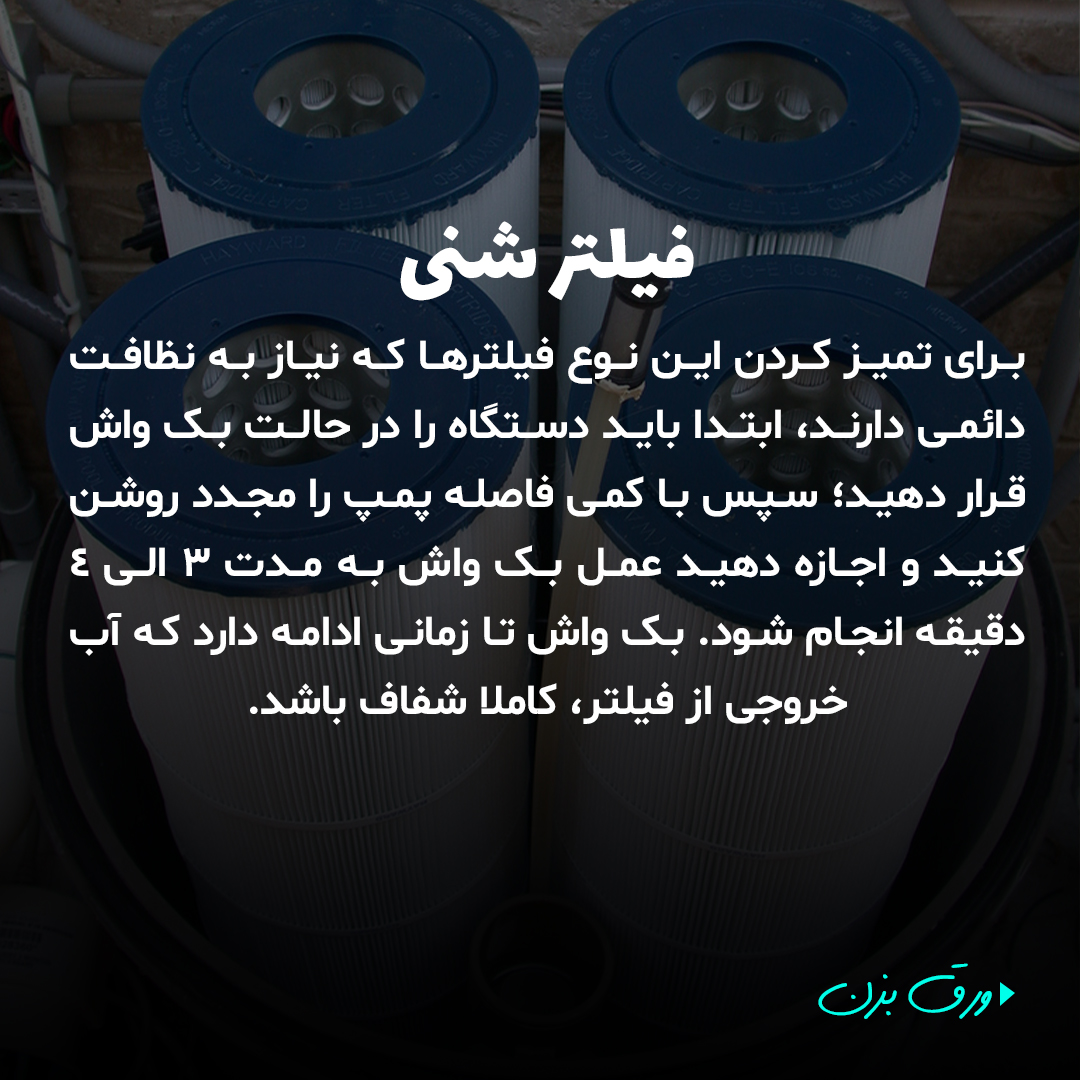 فیلتر شنی
برای تمیز کردن این نوع فیلترها که نیاز به نظافت
دائمی دارند، ابتدا باید دستگاه را در حالت بک واش
قرار دهید؛ سپس با کمی فاصله پمپ را مجدد روشن
کنید و اجازه دهید عمل بک واش به مدت ۳ الی ٤
دقیقه انجام شود. بک واش تا زمانی ادامه دارد که آب
خروجی از فیلتر، کاملا شفاف باشد.
ورق بزن